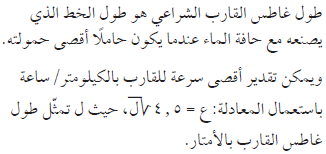 طول غاطس القارب الشراعي هو طول الخط الذي
يصنعه مع حافة الماء عندما يكون حاملًا أقصى حمولته.
ويمكن تقدير أقصى سرعة للقارب بالكيلومتر/ ساعة
باستعمال المعادلة: ع = ٤,٥ √ل، حيث ل تمثّل طول
غاطس القارب بالأمتار.